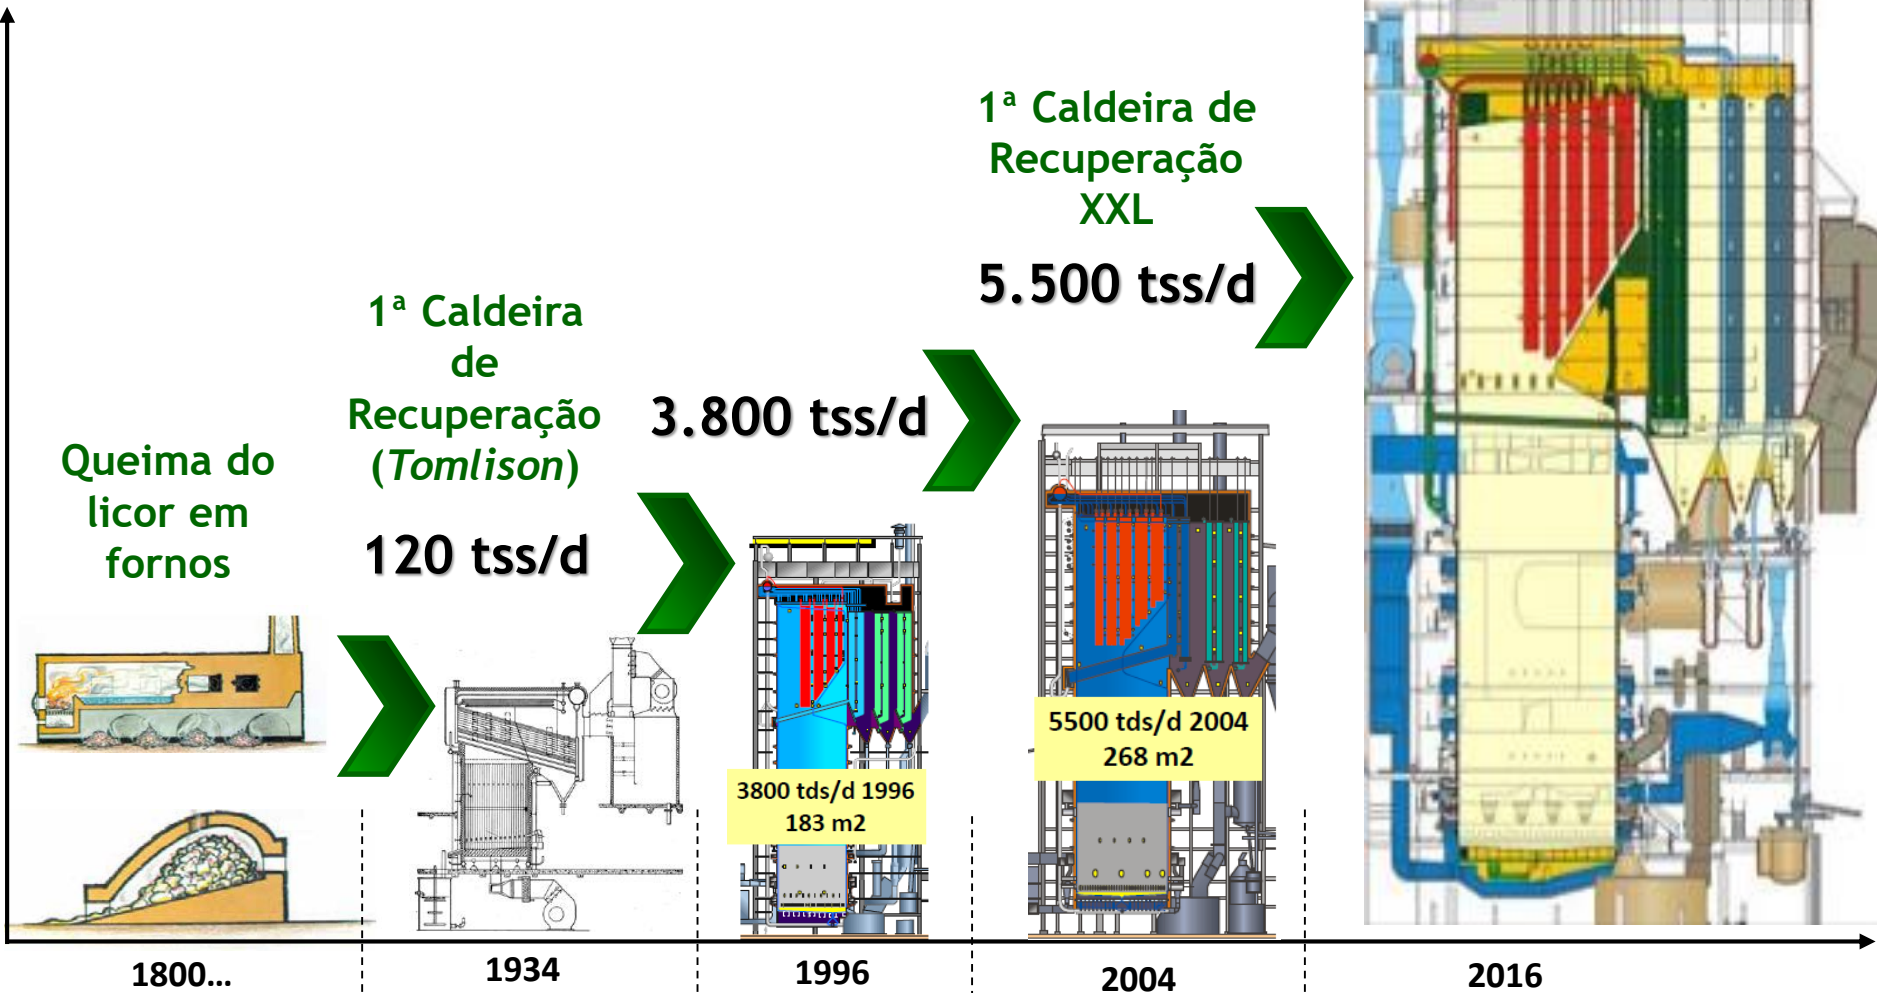 Queima do
licor em
fornos
1ª Caldeira
de
Recuperação
(Tomlison)
120 tss/d
3.800 tss/d
1ª Caldeira de
Recuperação
XXL
5.500 tss/d
3800 tds/d 1996
183 m2
5500 tds/d 2004
268 m2
1800...
1934
1996
2004
2016